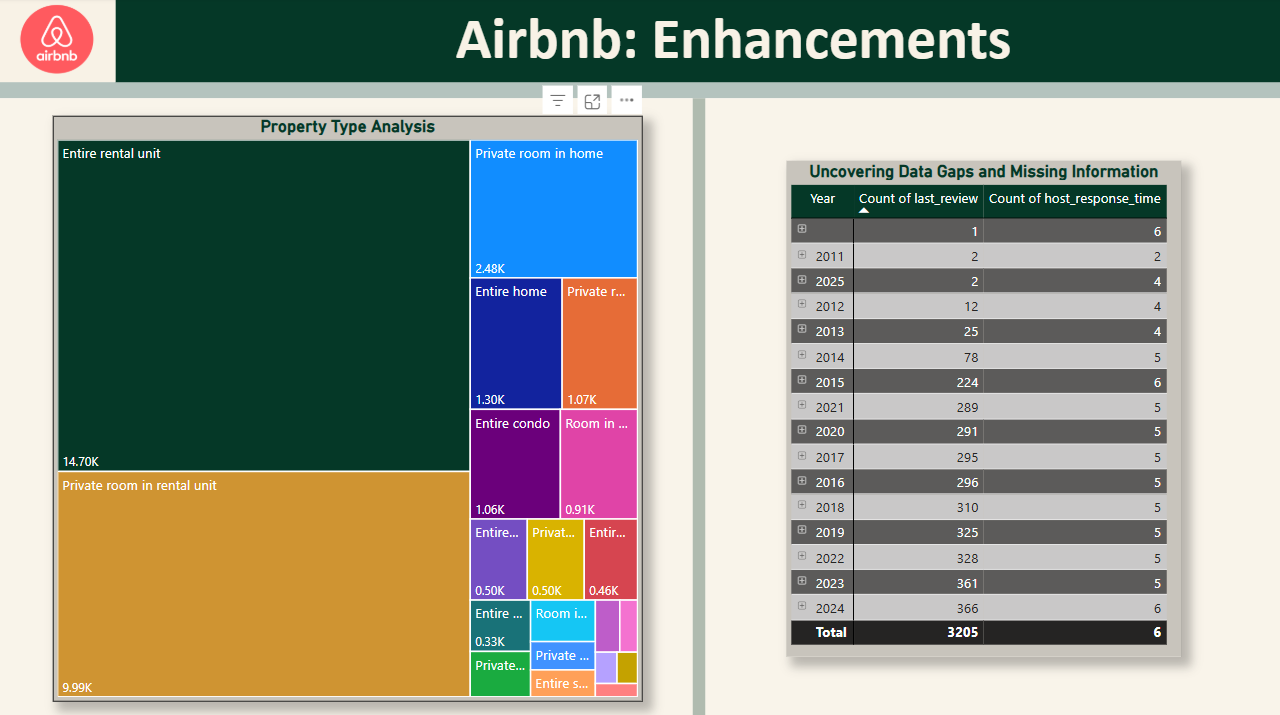 airbnb
Airbnb: Enhancements
Property Type Analysis
Entire rental unit
14.70K
Private room in rental unit
9.99K
Private room in home
2.48K
Entire home
1.30K
Private r...
1.07K
Entire condo
1.06K
Room in ...
0.91K
Entire...
0.50K
Privat...
0.50K
Entir...
0.46K
Entire ...
0.33K
Room i...
Private ...
Private...
Entire s...
Uncovering Data Gaps and Missing Information
Year Count of last_review Count of host_response_time
1 6
2011 2 2
2025 2 4
2012 12 4
2013 25 4
2014 78 5
2015 224 6
2021 289 5
2020 291 5
2017 295 5
2016 296 5
2018 310 5
2019 325 5
2022 328 5
2023 361 5
2024 366 6
Total 3205 6